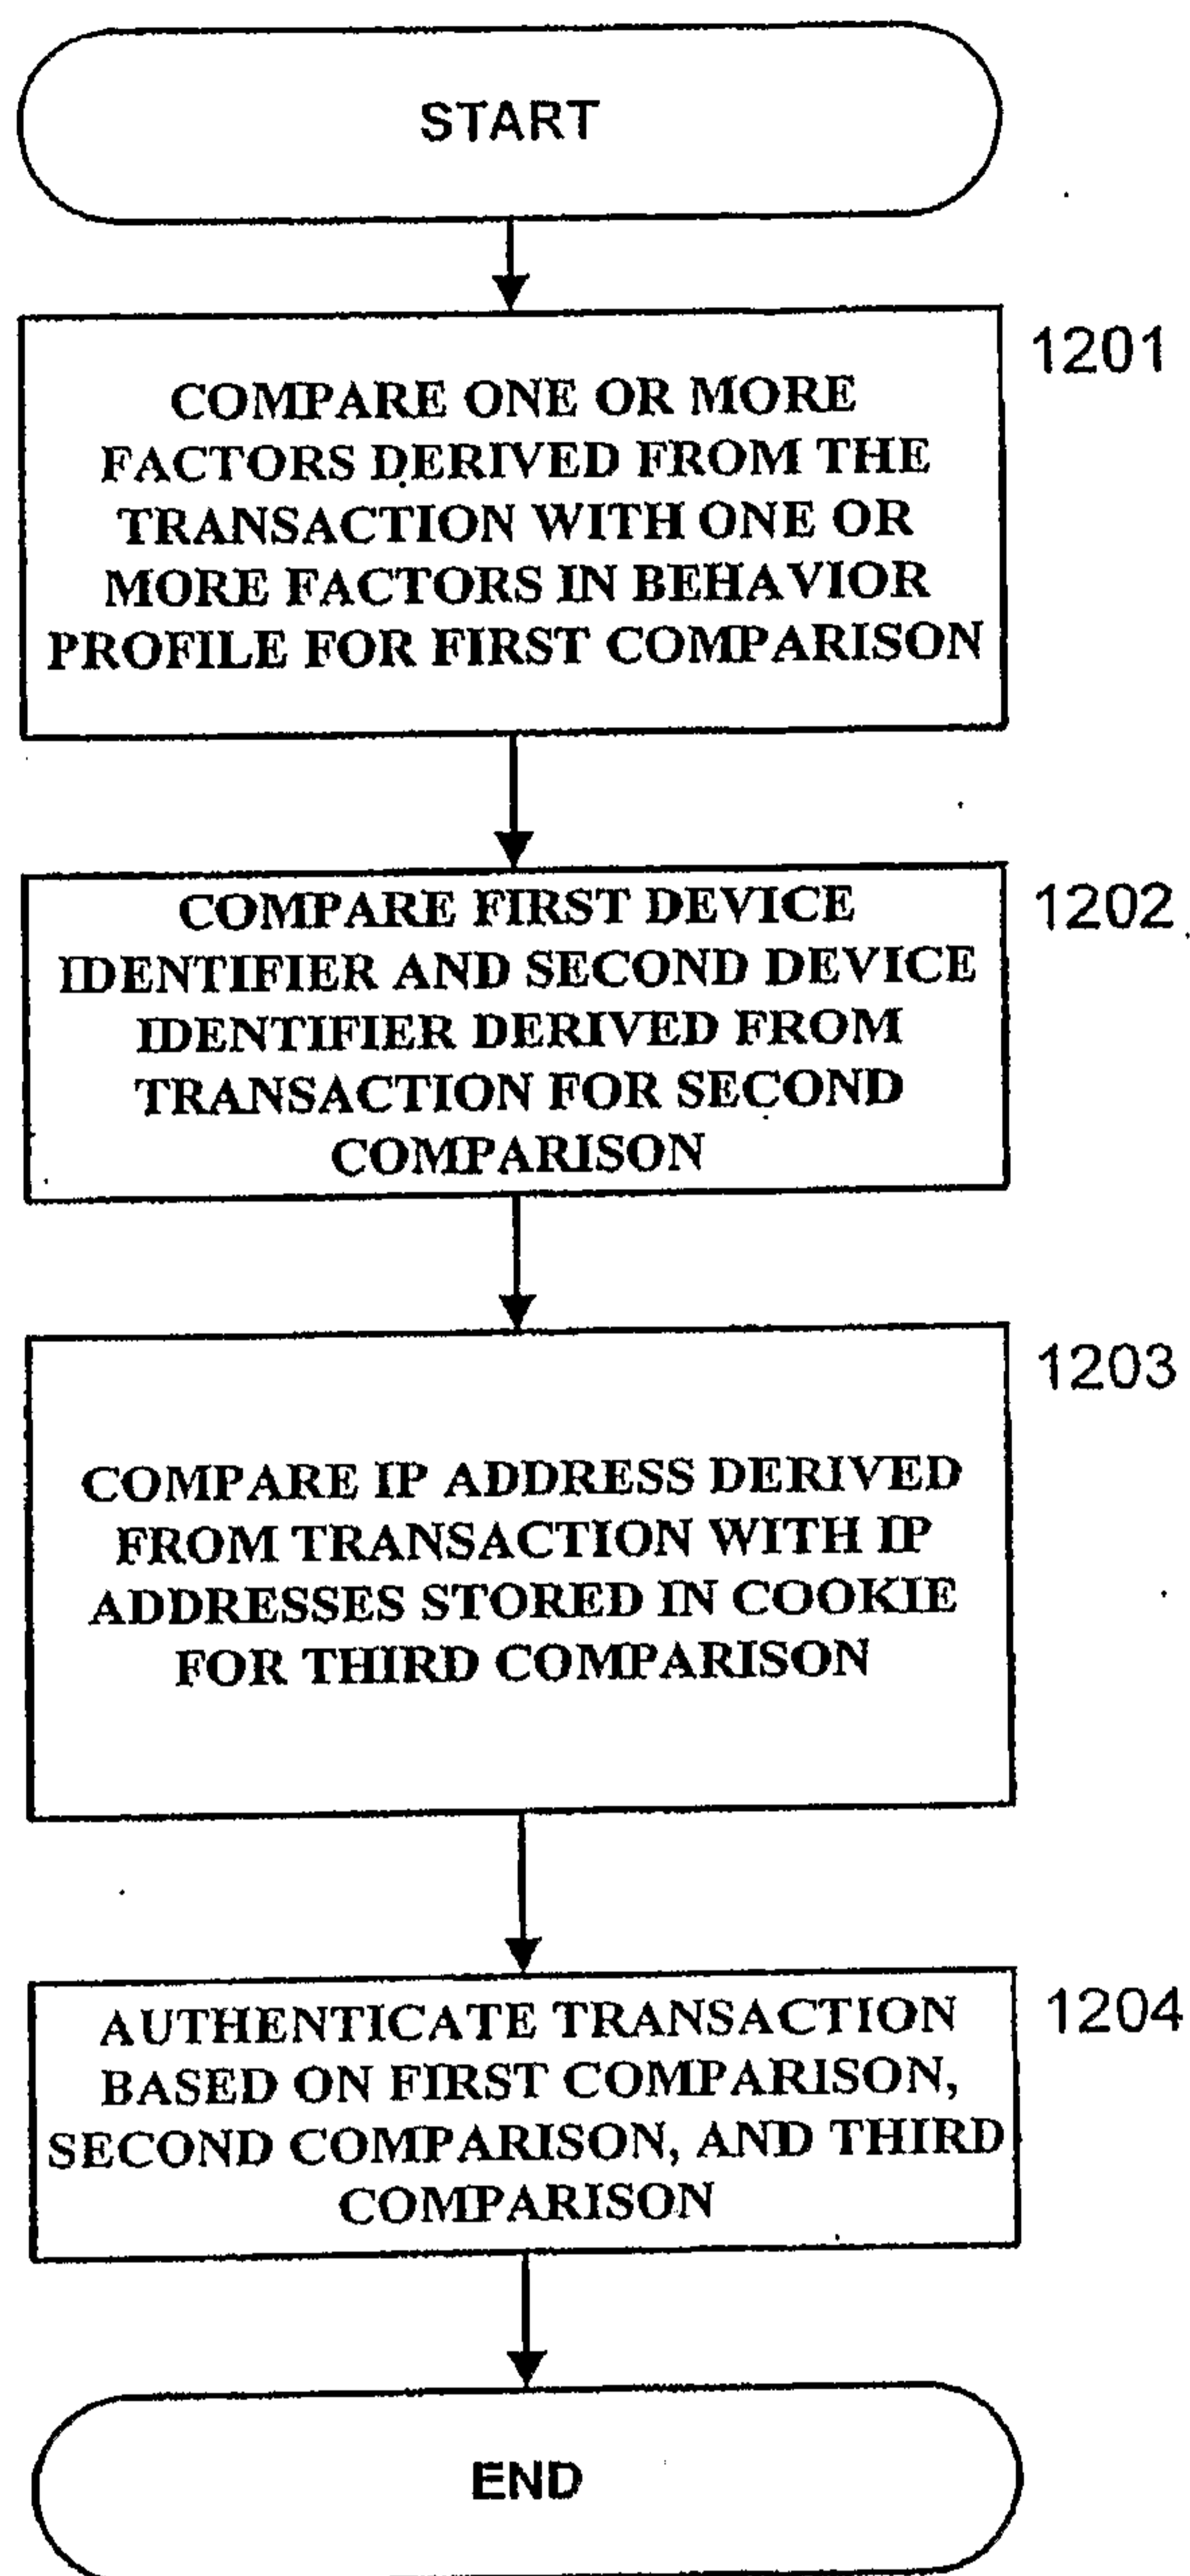 START
1201
COMPARE ONE OR MORE
FACTORS DERIVED FROM THE
TRANSACTION WITH ONE OR
MORE FACTORS IN BEHAVIOR
PROFILE FOR FIRST COMPARISON
1202
COMPARE FIRST DEVICE
IDENTIFIER AND SECOND DEVICE
IDENTIFIER DERIVED FROM
TRANSACTION FOR SECOND
COMPARISON
1203
COMPARE IP ADDRESS DERIVED
FROM TRANSACTION WITH IP
ADDRESSES STORED IN COOKIE
FOR THIRD COMPARISON
1204
AUTHENTICATE TRANSACTION
BASED ON FIRST COMPARISON,
SECOND COMPARISON, AND THIRD
COMPARISON
END